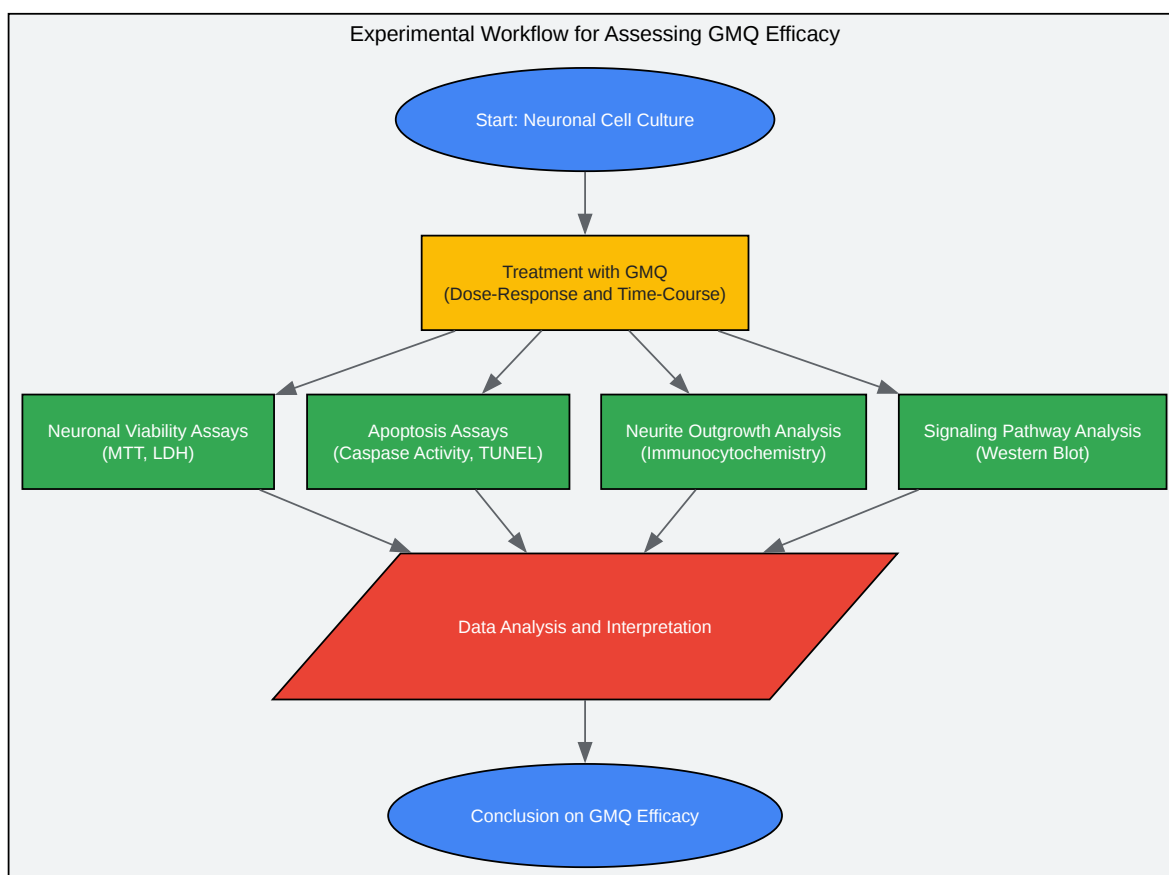 Experimental Workflow for Assessing GMQ Efficacy
Start: Neuronal Cell Culture
Treatment with GMQ
(Dose-Response and Time-Course)
Neuronal Viability Assays
(MTT, LDH)
Apoptosis Assays
(Caspase Activity, TUNEL)
Neurite Outgrowth Analysis
(Immunocytochemistry)
Signaling Pathway Analysis
(Western Blot)
Data Analysis and Interpretation
Conclusion on GMQ Efficacy